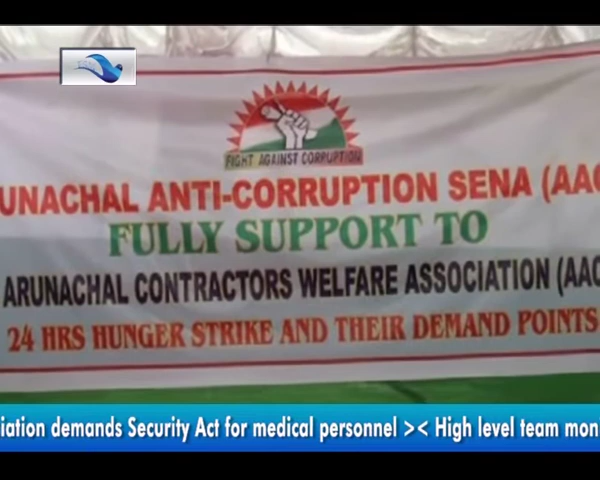 FIGHT AGAINST CORRUPTION
UNACHAL ANTI-CORRUPTION SENA (AAC
FULLY SUPPORT TO
ARUNACHAL CONTRACTORS WELFARE ASSOCIATION (AAC
24 HRS HUNGER STRIKE AND THEIR DEMAND POINTS
iation demands Security Act for medical personnel >< High level team mon